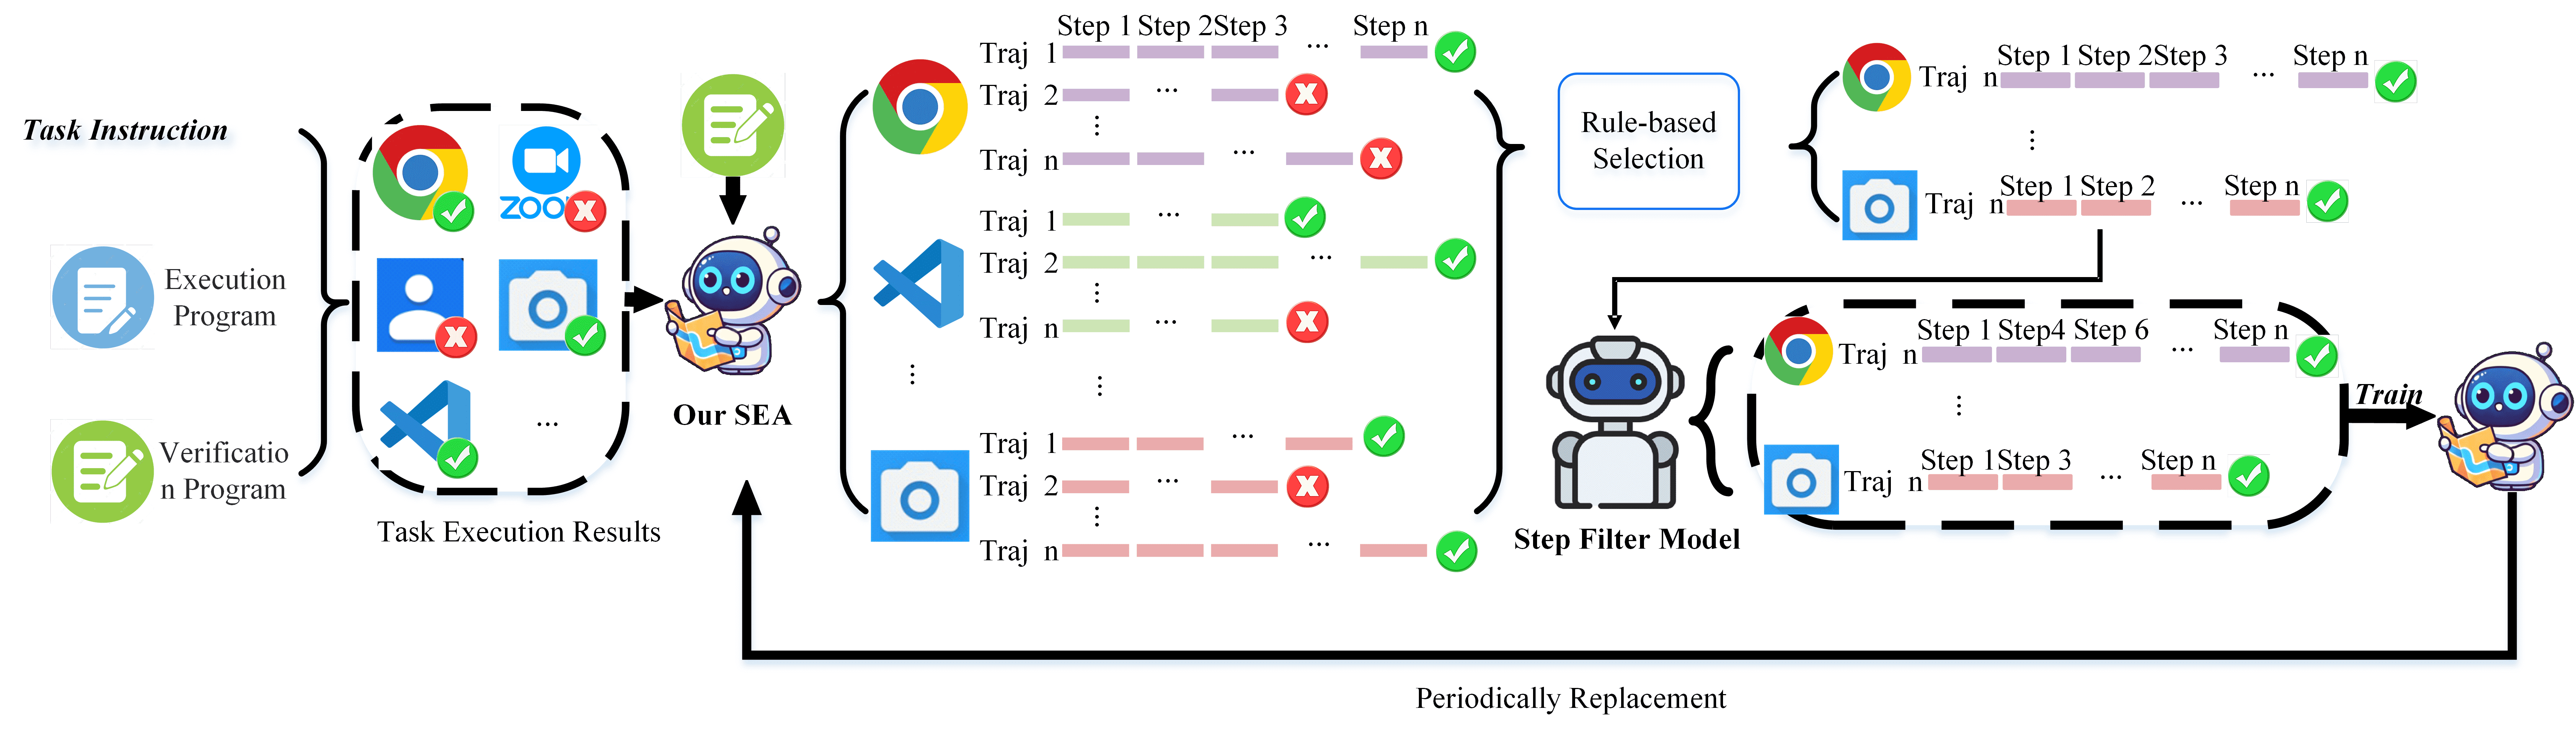 Task Instruction
Execution
Program
Verificatio
n Program
zoo
...
Task Execution Results
Our SEA
Step 1 Step 2 Step 3 Step n
Traj 1 ...
Traj 2 ...
⋮
Traj n ...
Traj 1 ...
Traj 2 ...
⋮
Traj n ...
⋮
⋮
Traj 1 ...
Traj 2 ...
⋮
Traj n ...
Rule-based
Selection
Step 1 Step 2 Step 3 ... Step n
Traj n
⋮
Step 1 Step 2 ... Step n
Traj n
Step Filter Model
Step 1 Step4 Step 6 ... Step n
Traj n
⋮
Step 1 Step 3 ... Step n
Traj n
Train
Periodically Replacement